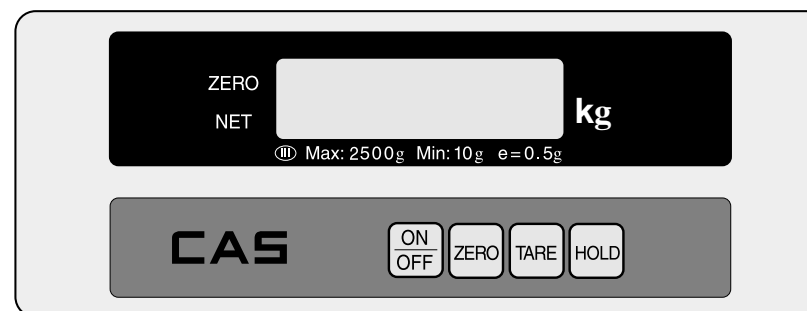 ZERO
NET
kg
Ⅲ Max: 2500g Min: 10g e=0.5g
CAS
ON
OFF
ZERO
TARE
HOLD